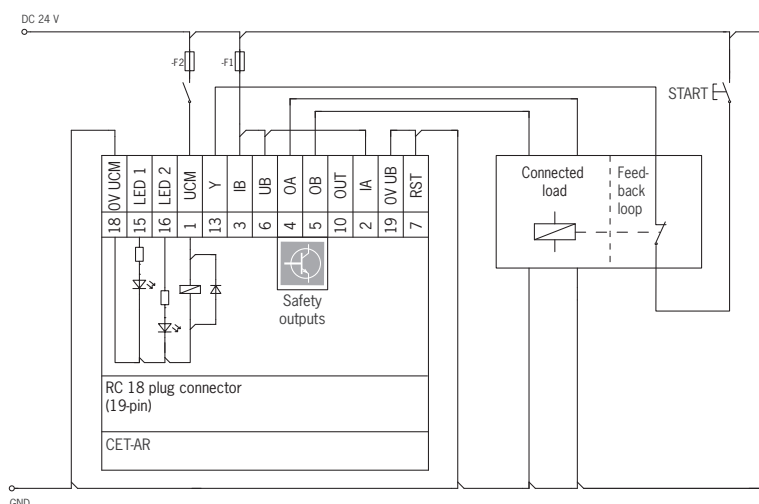 DC 24 V
-F2
-F1
START
18 0V UCM
15 LED 1
16 LED 2
1 UCM
13 Y
3 IB
6 UB
4 OA
5 OB
10 OUT
2 IA
19 0V UB
7 RST
Connected
load
Feed-
back
loop
Safety
outputs
RC 18 plug connector
(19-pin)
CET-AR
GND